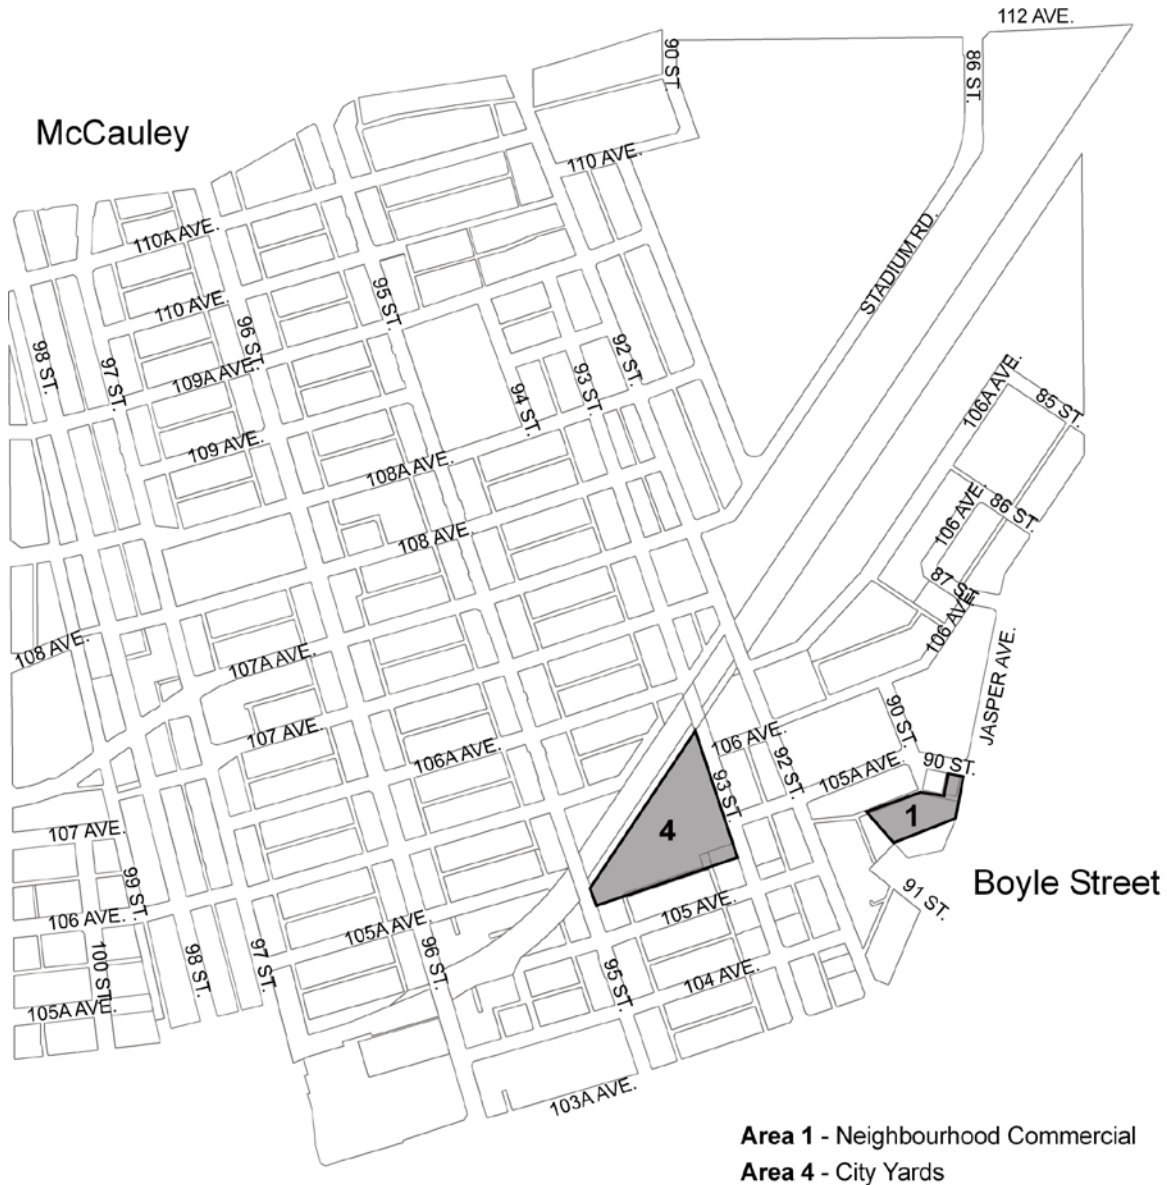 112 AVE.
90 ST.
86 ST.
McCauley
110 AVE.
110A AVE.
STADIUM RD.
110 AVE.
95 ST.
96 ST.
98 ST.
97 ST.
109A AVE.
92 ST.
93 ST.
94 ST.
106A AVE.
85 ST.
109 AVE.
108A AVE.
108 AVE.
106 AVE.
86 ST.
87 ST.
106 AVE.
108 AVE.
107A AVE.
JASPER AVE.
107 AVE.
106A AVE.
106 AVE.
90 ST.
90 ST.
105A AVE.
92 ST.
93 ST.
4
1
107 AVE.
99 ST.
Boyle Street
91 ST.
106 AVE.
105A AVE.
105 AVE.
100 ST.
98 ST.
97 ST.
96 ST.
95 ST.
104 AVE.
105A AVE.
103A AVE.
Area 1 - Neighbourhood Commercial
Area 4 - City Yards